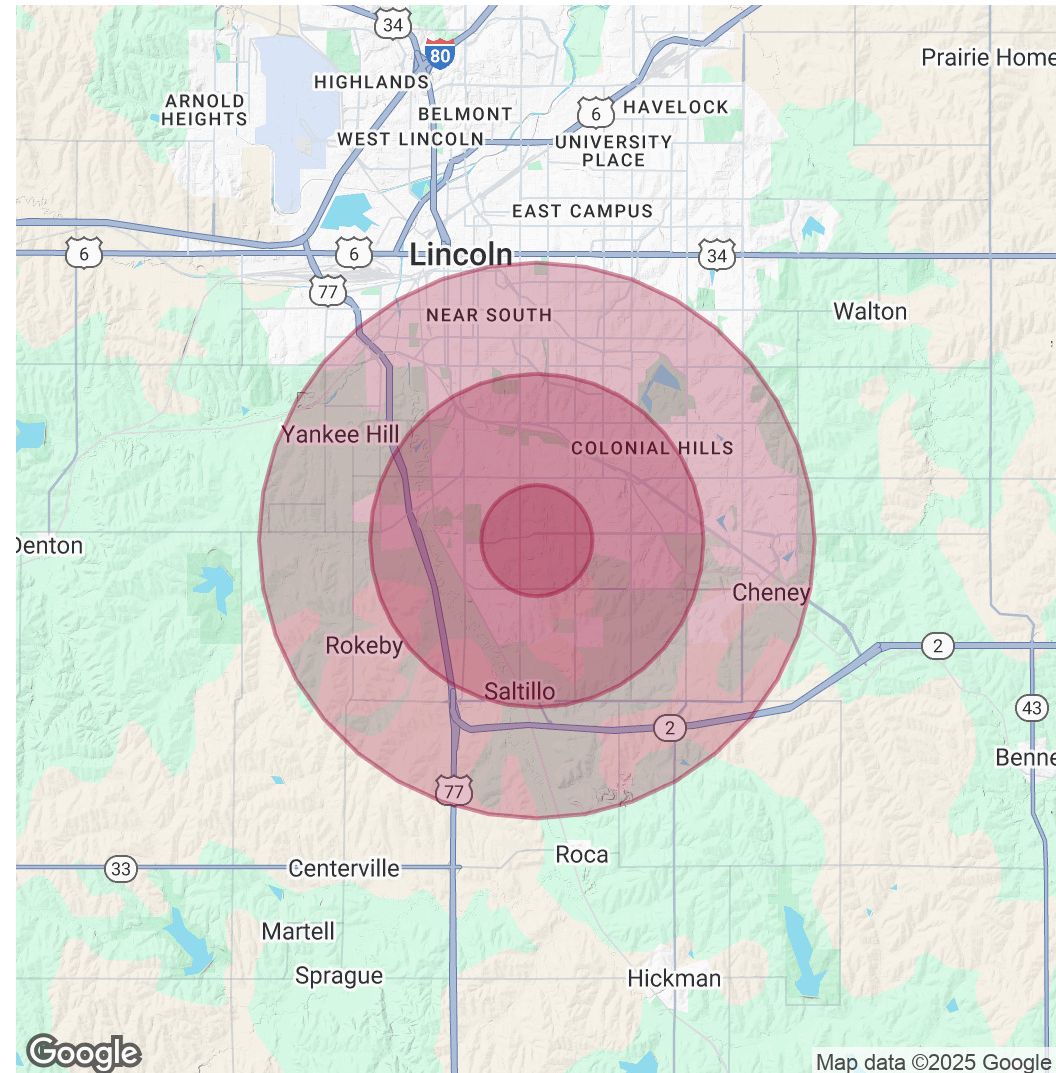 34
80
Prairie Home
HIGHLANDS
ARNOLD
HEIGHTS
BELMONT
6
HAVELOCK
WEST LINCOLN
UNIVERSITY
PLACE
EAST CAMPUS
6
6
Lincoln
34
77
NEAR SOUTH
Walton
Yankee Hill
COLONIAL HILLS
Denton
Cheney
Rokeby
2
Saltillo
43
2
Benne
77
Roca
33
Centerville
Martell
Sprague
Hickman
Google
Map data ©2025 Google